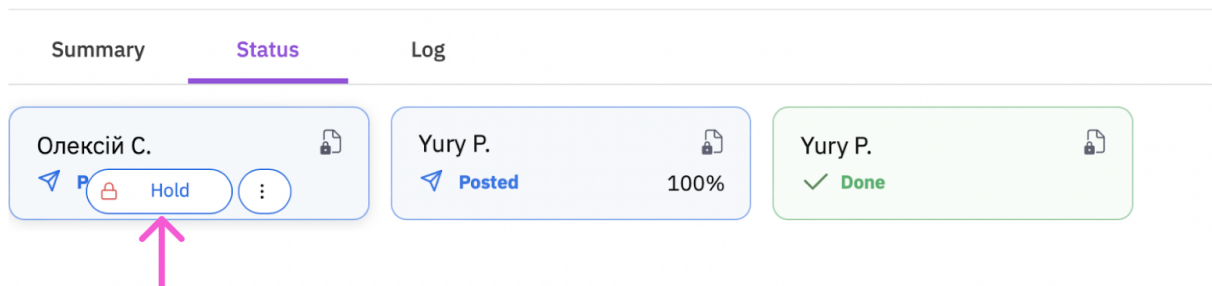 Summary Status Log
Олексій С.
Hold
Yury P.
Posted 100%
Yury P.
Done